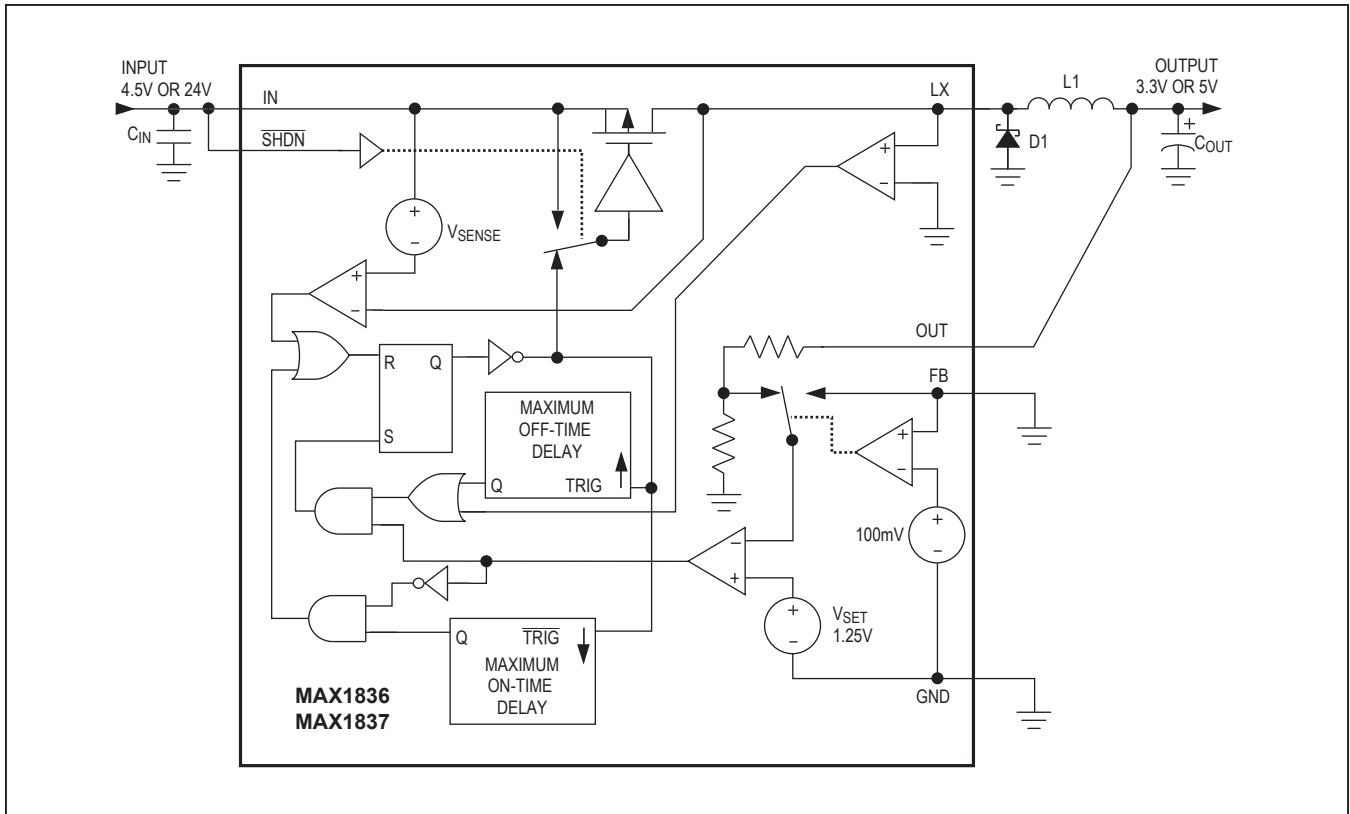 INPUT
4.5V OR 24V
OUTPUT
3.3V OR 5V
L1
IN
LX
CIN
SHDN
D1
+
COUT
+
-
+
-
VSENSE
+
-
OUT
R
Q
FB
MAXIMUM
OFF-TIME
DELAY
+
-
S
Q
TRIG
100mV
+
-
-
+
VSET
1.25V
+
-
Q
TRIG
MAXIMUM
ON-TIME
DELAY
MAX1836
MAX1837
GND